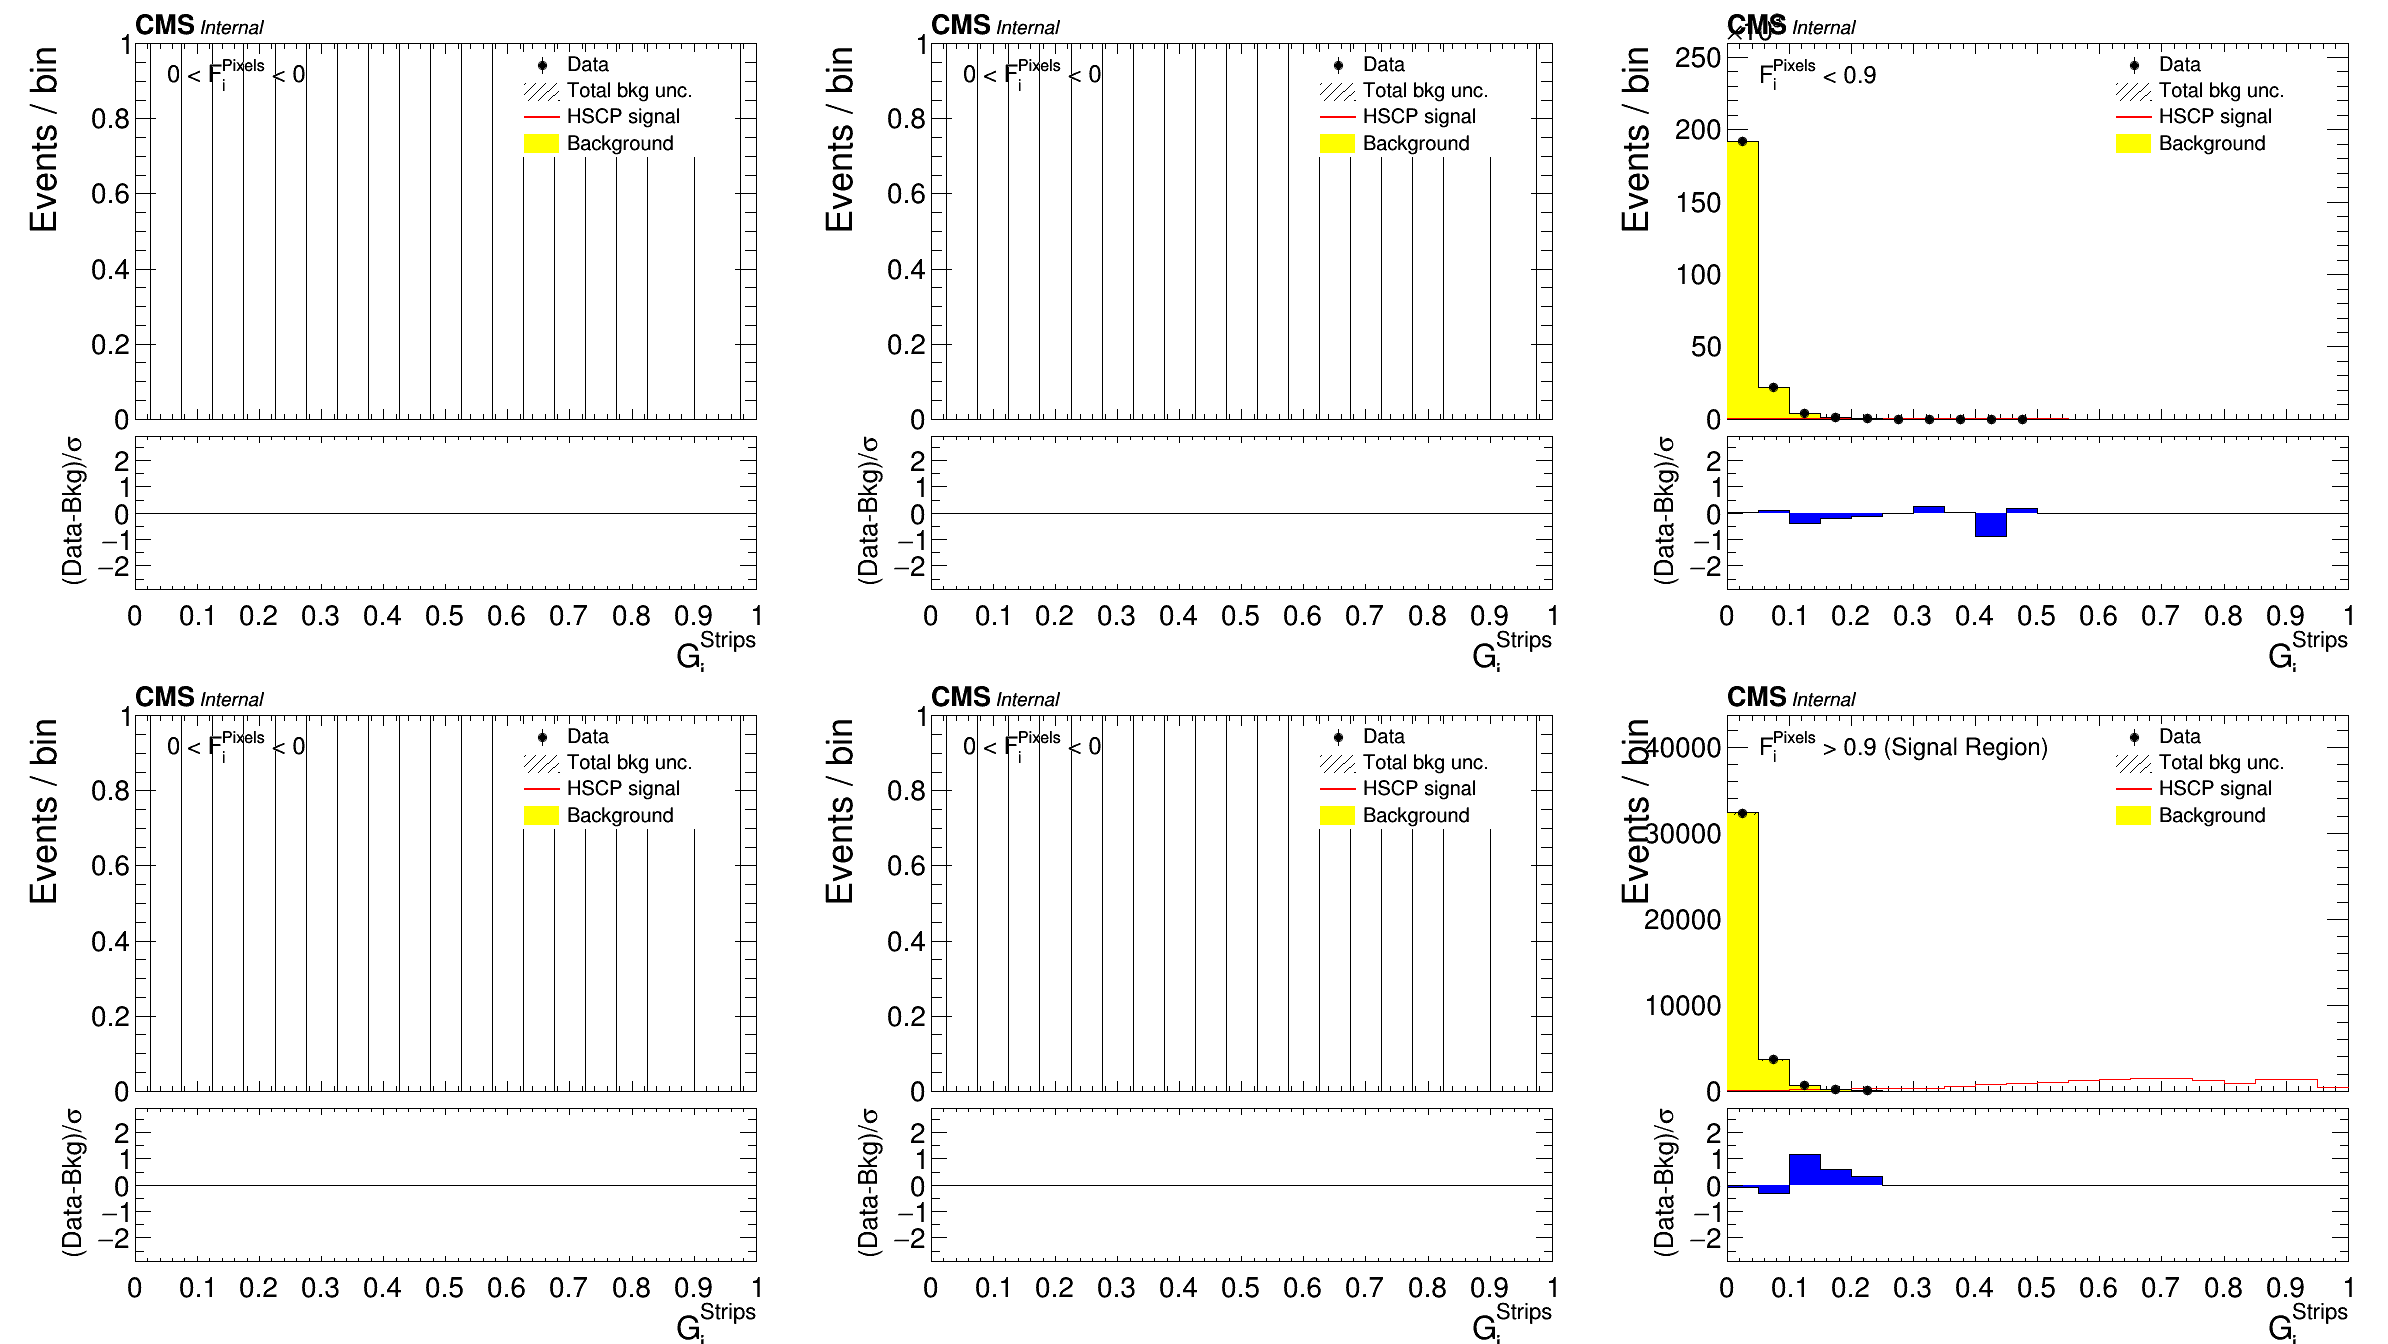 CMS Internal
Events / bin
1
0.8
0.6
0.4
0.2
0
0 < F_i^Pixels < 0
Data
Total bkg unc.
HSCP signal
Background
(Data-Bkg)/σ
2
1
0
−1
−2
0 0.1 0.2 0.3 0.4 0.5 0.6 0.7 0.8 0.9 1
G_i^Strips
CMS Internal
Events / bin
1
0.8
0.6
0.4
0.2
0
0 < F_i^Pixels < 0
Data
Total bkg unc.
HSCP signal
Background
(Data-Bkg)/σ
2
1
0
−1
−2
0 0.1 0.2 0.3 0.4 0.5 0.6 0.7 0.8 0.9 1
G_i^Strips
CMS Internal
Events / bin
250
200
150
100
50
0
F_i^Pixels < 0.9
Data
Total bkg unc.
HSCP signal
Background
(Data-Bkg)/σ
2
1
0
−1
−2
0 0.1 0.2 0.3 0.4 0.5 0.6 0.7 0.8 0.9 1
G_i^Strips
CMS Internal
Events / bin
1
0.8
0.6
0.4
0.2
0
0 < F_i^Pixels < 0
Data
Total bkg unc.
HSCP signal
Background
(Data-Bkg)/σ
2
1
0
−1
−2
0 0.1 0.2 0.3 0.4 0.5 0.6 0.7 0.8 0.9 1
G_i^Strips
CMS Internal
Events / bin
1
0.8
0.6
0.4
0.2
0
0 < F_i^Pixels < 0
Data
Total bkg unc.
HSCP signal
Background
(Data-Bkg)/σ
2
1
0
−1
−2
0 0.1 0.2 0.3 0.4 0.5 0.6 0.7 0.8 0.9 1
G_i^Strips
CMS Internal
Events / bin
40000
30000
20000
10000
0
F_i^Pixels > 0.9 (Signal Region)
Data
Total bkg unc.
HSCP signal
Background
(Data-Bkg)/σ
2
1
0
−1
−2
0 0.1 0.2 0.3 0.4 0.5 0.6 0.7 0.8 0.9 1
G_i^Strips